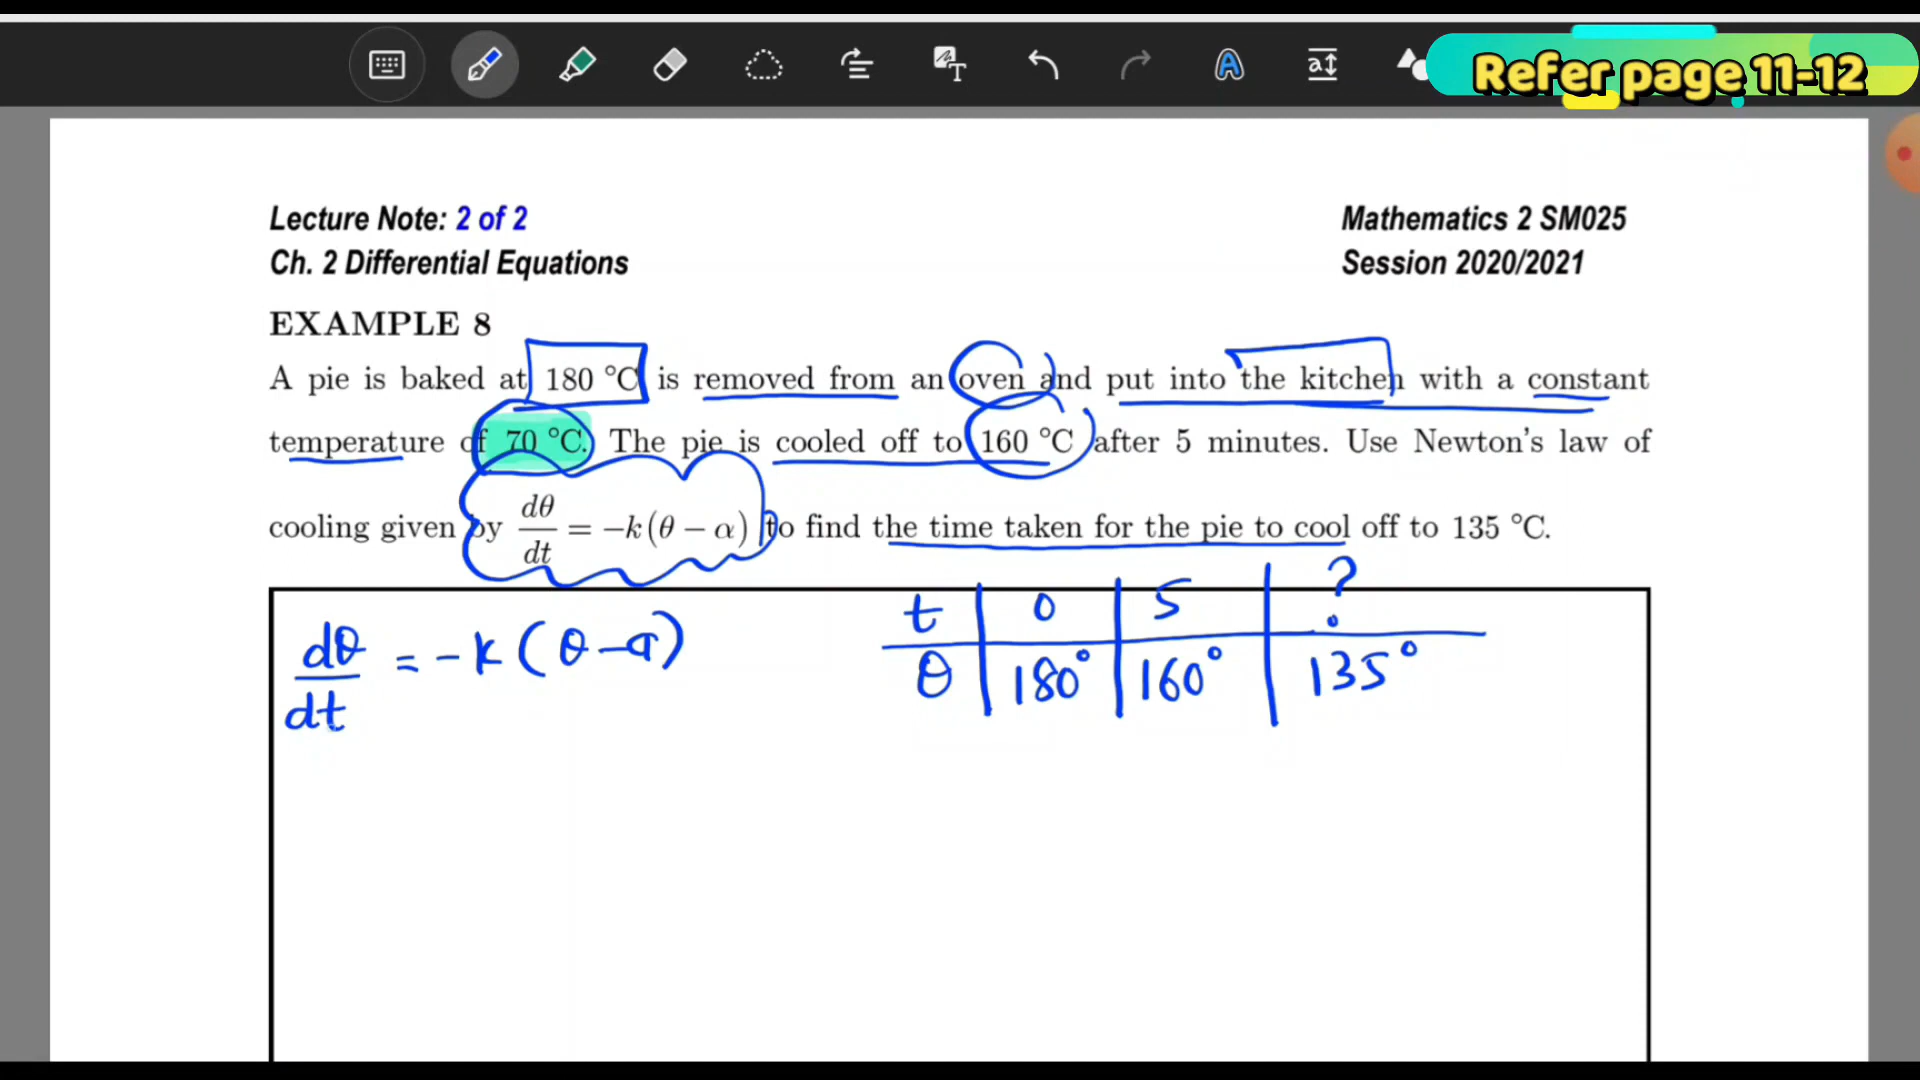 Refer page 11-12
Lecture Note: 2 of 2
Mathematics 2 SM025
Ch. 2 Differential Equations
Session 2020/2021
EXAMPLE 8
A pie is baked at 180 °C is removed from an oven and put into the kitchen with a constant
temperature of 70 °C. The pie is cooled off to 160 °C after 5 minutes. Use Newton's law of
cooling given by dθ/dt = −k(θ − α) to find the time taken for the pie to cool off to 135 °C.
dθ/dt = -k(θ-α)
t | 0 | 5 | ?
θ | 180° | 160° | 135°